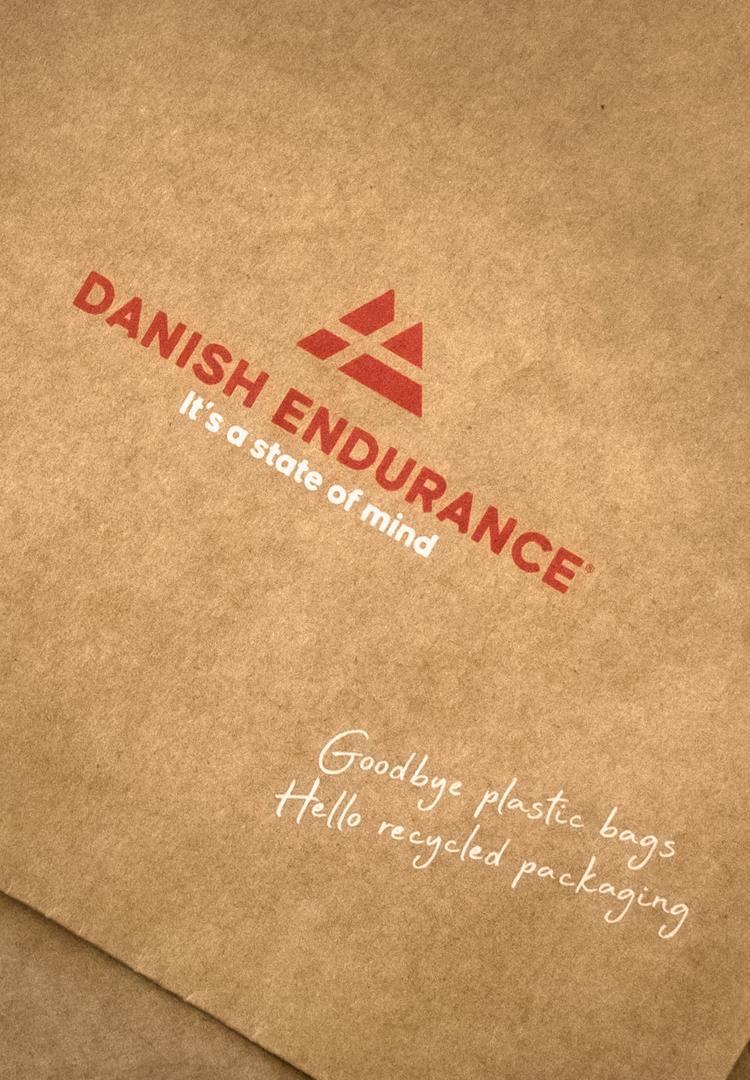 DANISH ENDURANCE®
It's a state of mind
Goodbye plastic bags
Hello recycled packaging